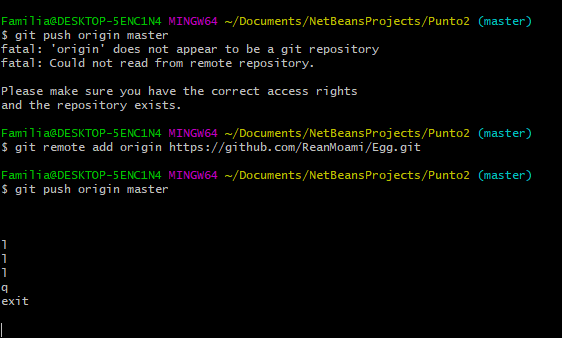 Familia@DESKTOP-5ENC1N4 MINGW64 ~/Documents/NetBeansProjects/Punto2 (master)
$ git push origin master
fatal: 'origin' does not appear to be a git repository
fatal: Could not read from remote repository.
Please make sure you have the correct access rights
and the repository exists.
Familia@DESKTOP-5ENC1N4 MINGW64 ~/Documents/NetBeansProjects/Punto2 (master)
$ git remote add origin https://github.com/ReanMoami/Egg.git
Familia@DESKTOP-5ENC1N4 MINGW64 ~/Documents/NetBeansProjects/Punto2 (master)
$ git push origin master
l
l
l
q
exit